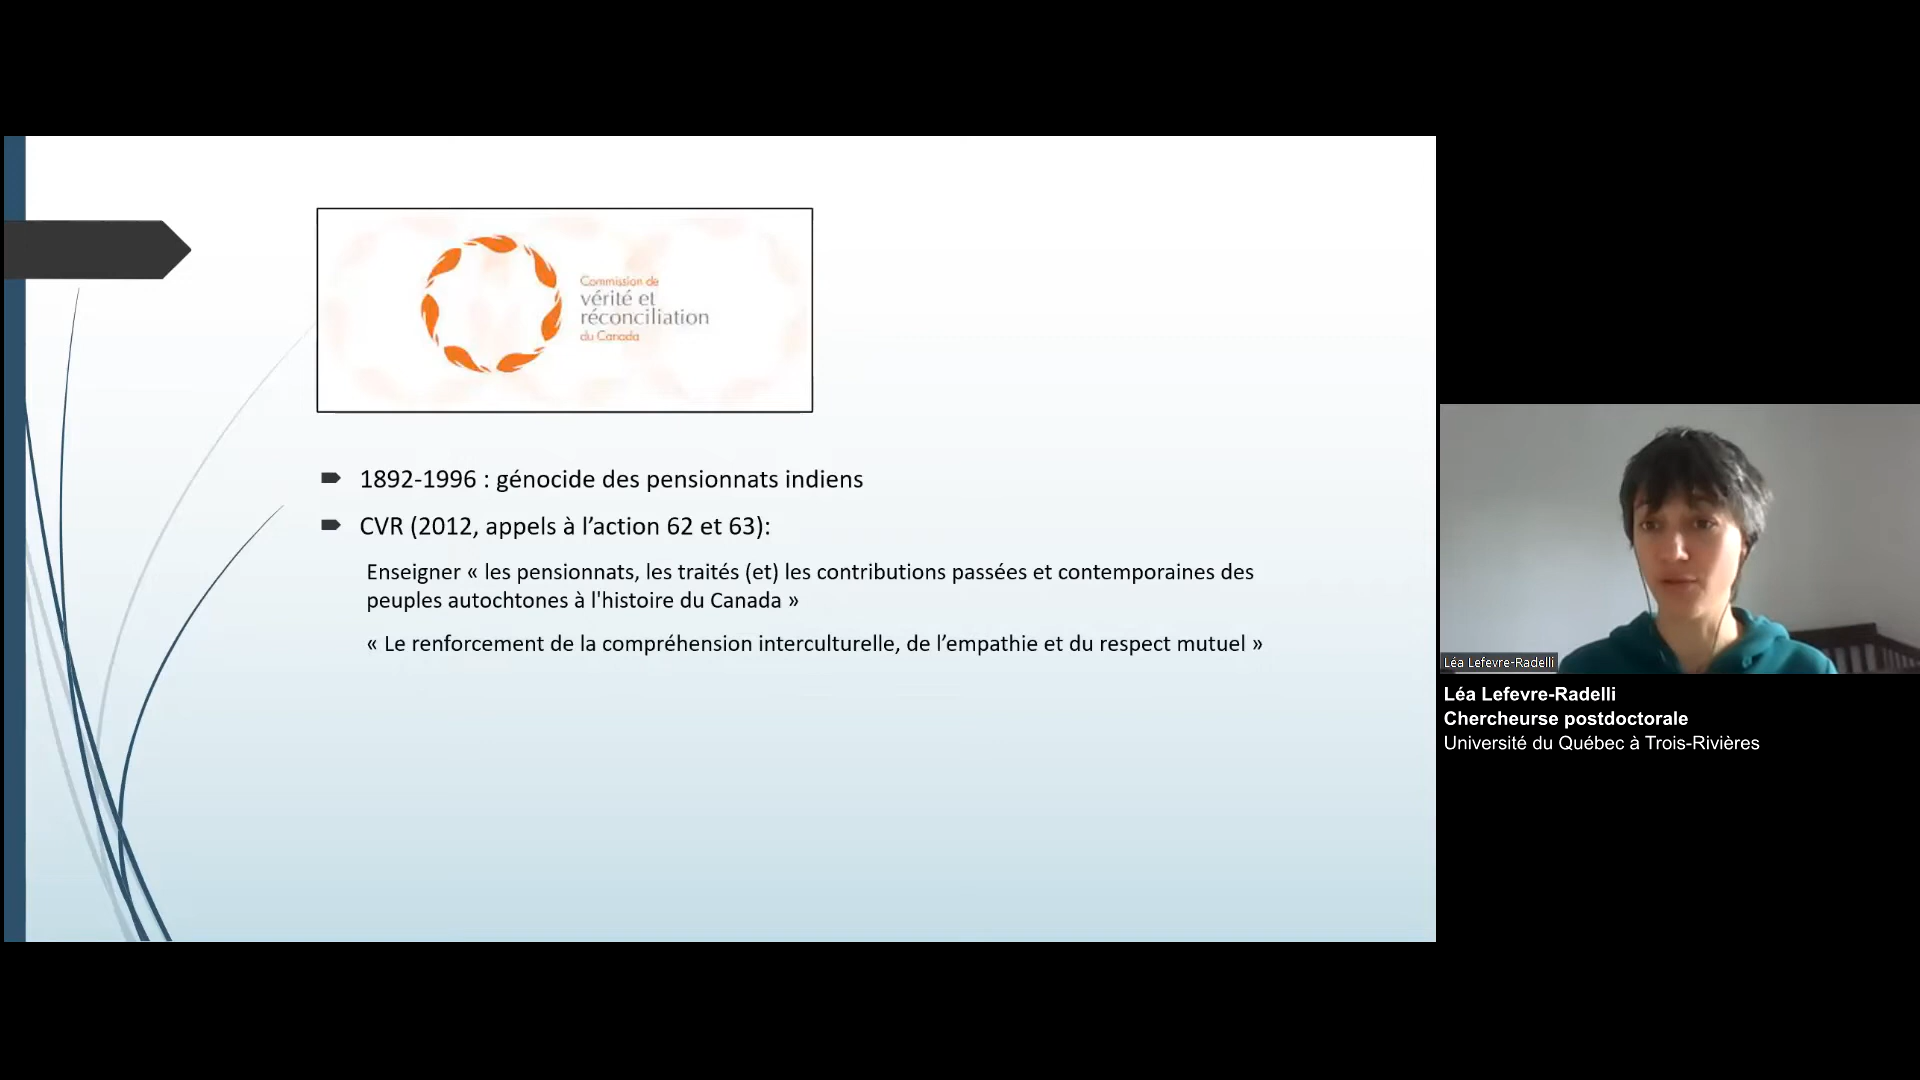 Commission de
vérité et
réconciliation
du Canada
1892-1996 : génocide des pensionnats indiens
CVR (2012, appels à l’action 62 et 63):
Enseigner « les pensionnats, les traités (et) les contributions passées et contemporaines des
peuples autochtones à l'histoire du Canada »
« Le renforcement de la compréhension interculturelle, de l’empathie et du respect mutuel »
Léa Lefevre-Radelli
Léa Lefevre-Radelli
Chercheurse postdoctorale
Université du Québec à Trois-Rivières